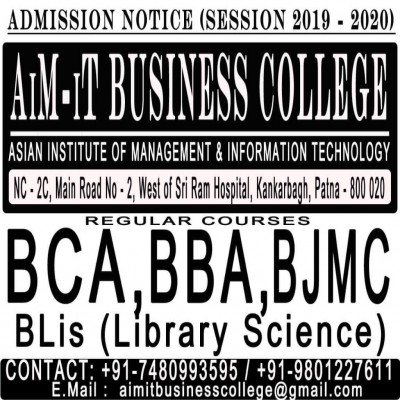 ADMISSION NOTICE (SESSION 2019 - 2020)
AiM-iT BUSINESS COLLEGE
ASIAN INSTITUTE OF MANAGEMENT & INFORMATION TECHNOLOGY
NC - 2C, Main Road No - 2, West of Sri Ram Hospital, Kankarbagh, Patna - 800 020
REGULAR COURSES
BCA,BBA,BJMC
BLis (Library Science)
CONTACT: +91-7480993595 / +91-9801227611
E.Mail : aimitbusinesscollege@gmail.com